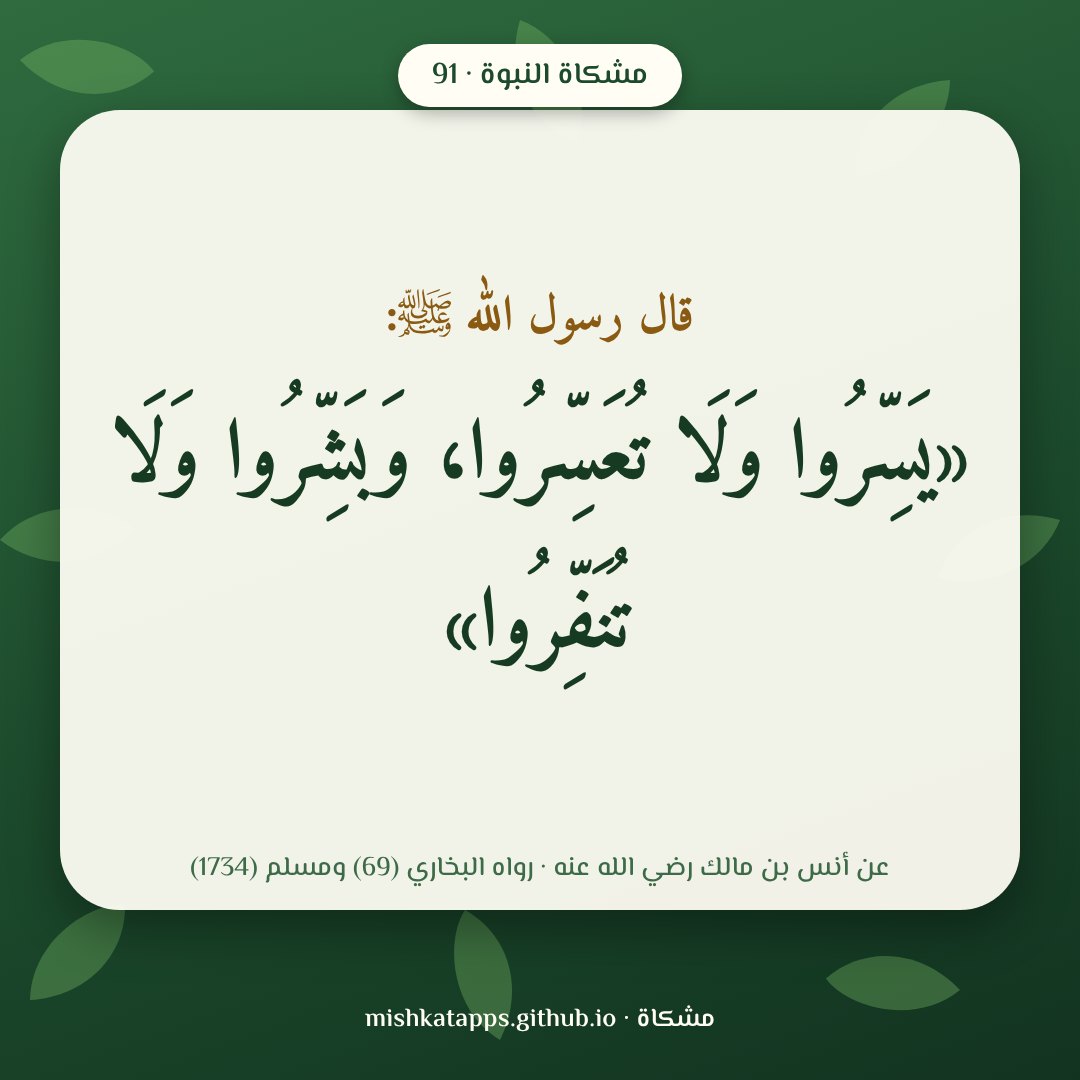 مشكاة النبوة · 91
قال رسول الله ﷺ:
«يَسِّرُوا وَلَا تُعَسِّرُوا، وَبَشِّرُوا وَلَا
تُنَفِّرُوا»
عن أنس بن مالك رضي الله عنه · رواه البخاري (69) ومسلم (1734)
مشكاة · mishkatapps.github.io